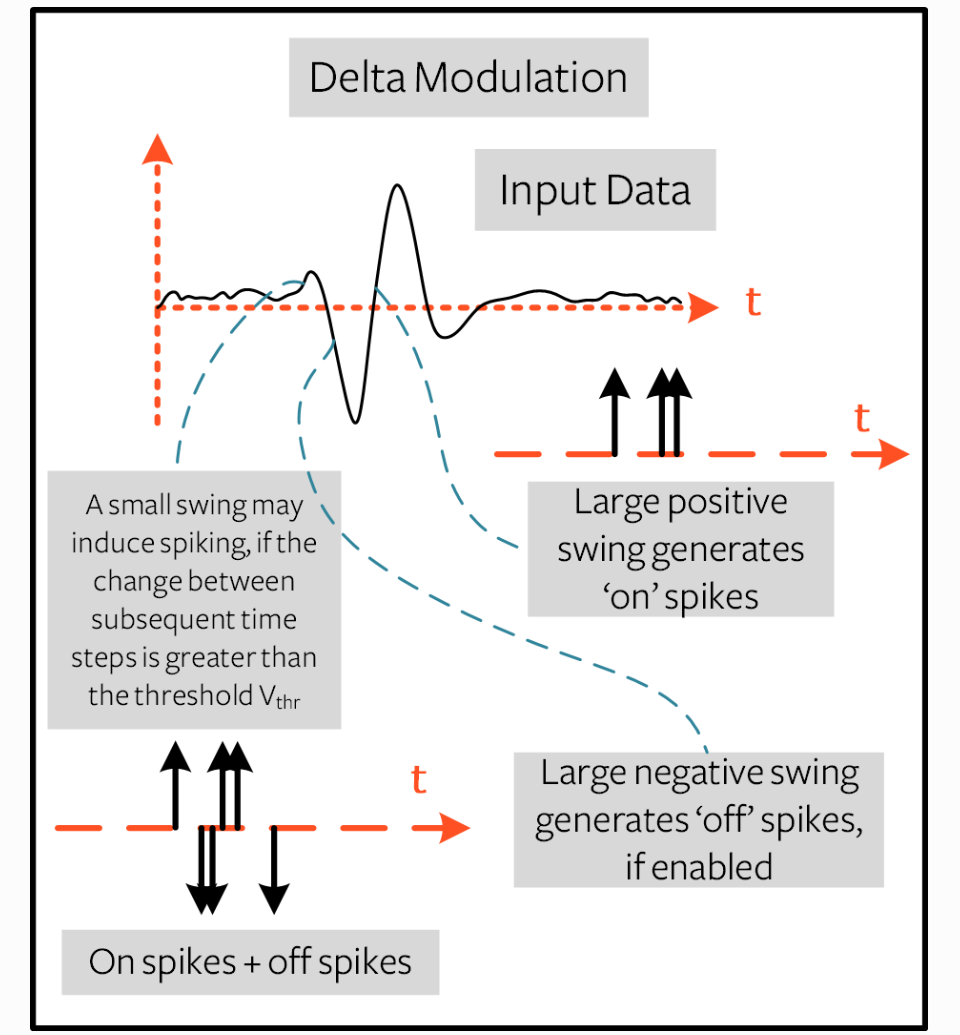 Delta Modulation
Input Data
t
t
A small swing may
induce spiking, if the
change between
subsequent time
steps is greater than
the threshold Vthr
Large positive
swing generates
‘on’ spikes
t
Large negative swing
generates ‘off’ spikes,
if enabled
On spikes + off spikes